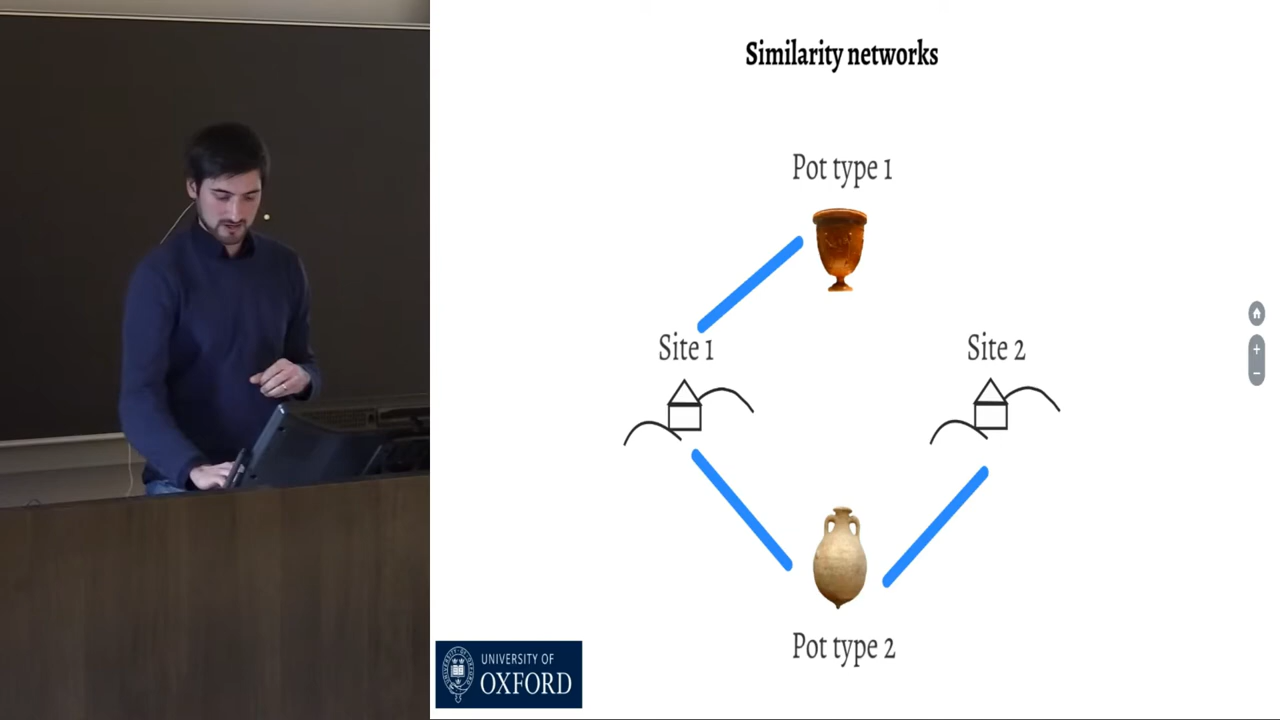 Similarity networks
Pot type 1
Site 1
Site 2
Pot type 2
UNIVERSITY OF
OXFORD
+
−